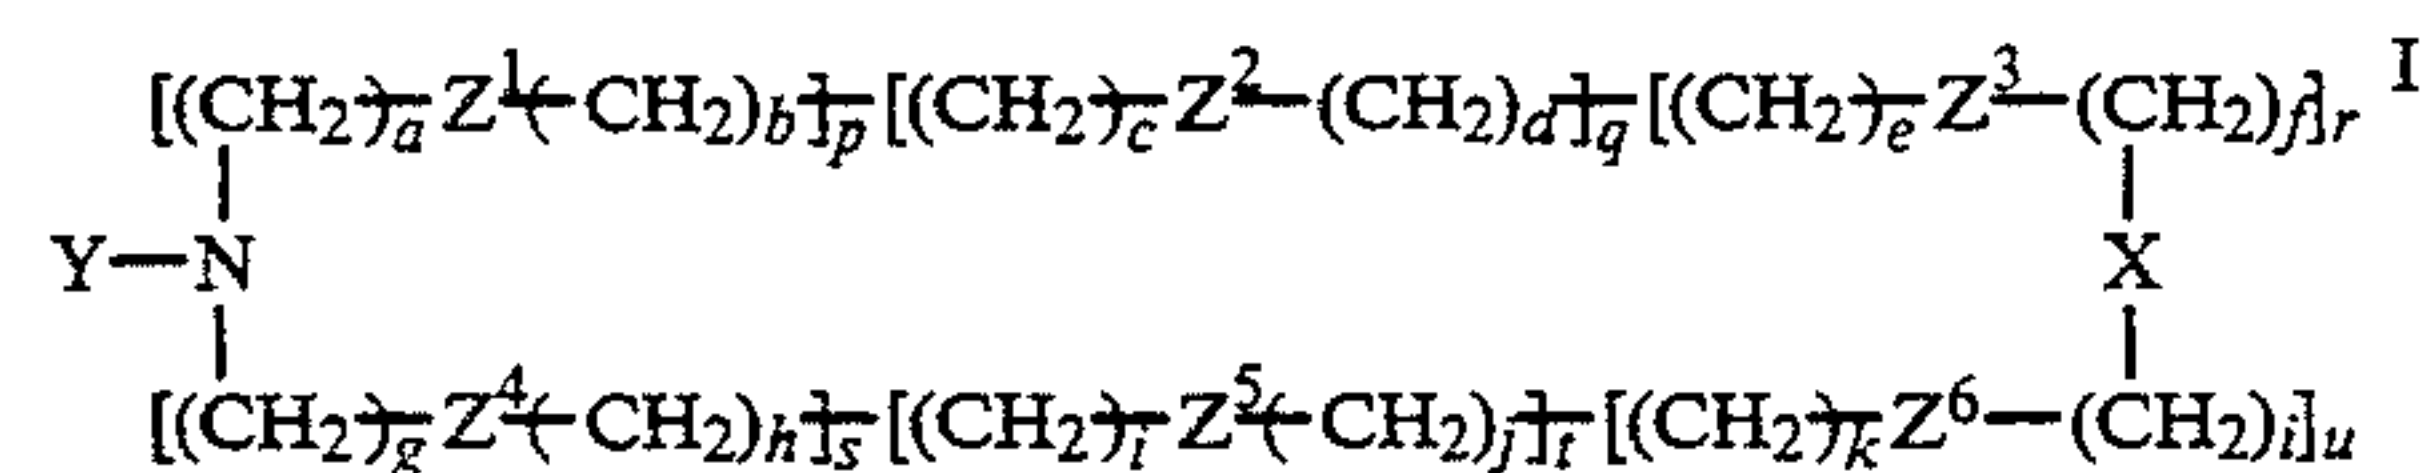 [(CH2)a Z1 (CH2)b]p [(CH2)c Z2—(CH2)d]q [(CH2)e Z3—(CH2)f]r I
Y—N X
[(CH2)g Z4 (CH2)h]s [(CH2)i Z5 (CH2)j]t [(CH2)k Z6—(CH2)i]u